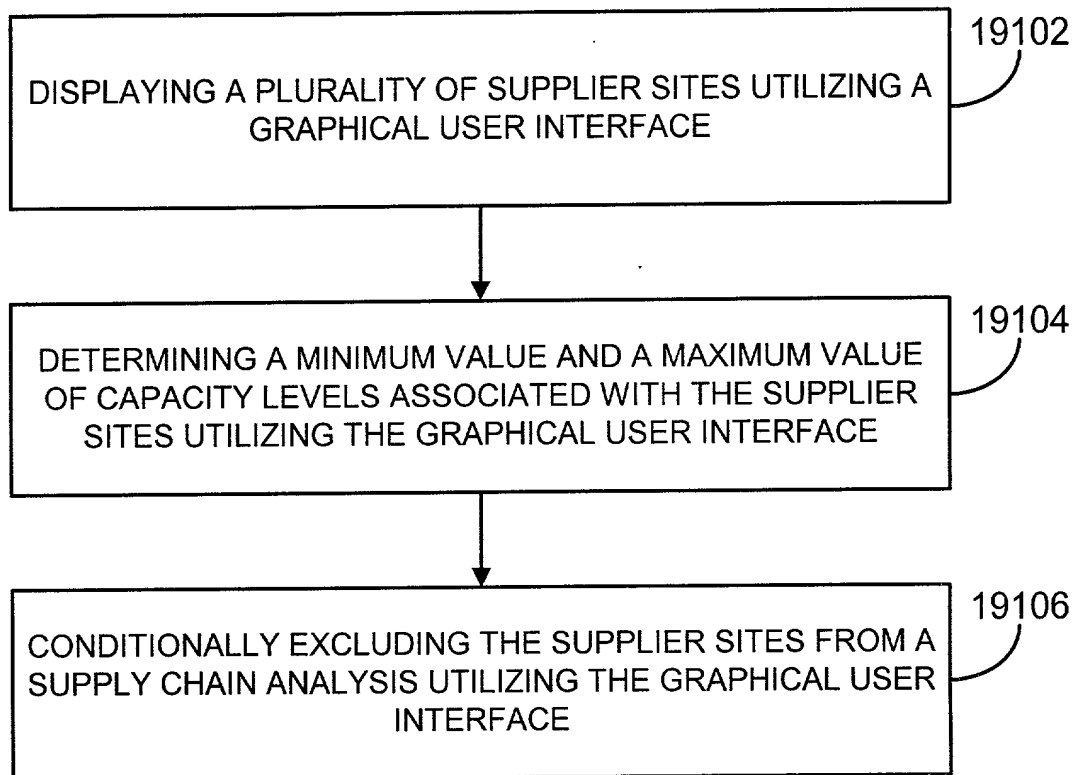 19102
DISPLAYING A PLURALITY OF SUPPLIER SITES UTILIZING A
GRAPHICAL USER INTERFACE
19104
DETERMINING A MINIMUM VALUE AND A MAXIMUM VALUE
OF CAPACITY LEVELS ASSOCIATED WITH THE SUPPLIER
SITES UTILIZING THE GRAPHICAL USER INTERFACE
19106
CONDITIONALLY EXCLUDING THE SUPPLIER SITES FROM A
SUPPLY CHAIN ANALYSIS UTILIZING THE GRAPHICAL USER
INTERFACE